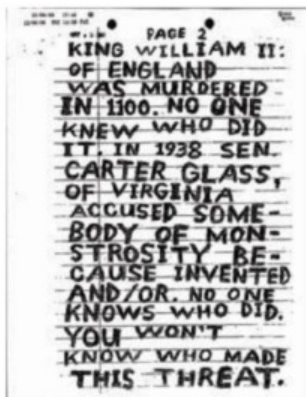 PAGE 2
KING WILLIAM II:
OF ENGLAND
WAS MURDERED
IN 1100. NO ONE
KNEW WHO DID
IT. IN 1938 SEN.
CARTER GLASS,
OF VIRGINIA
ACCUSED SOME-
BODY OF MON-
STROSITY BE-
CAUSE INVENTED
AND/OR. NO ONE
KNOWS WHO DID.
YOU WON'T
KNOW WHO MADE
THIS THREAT.